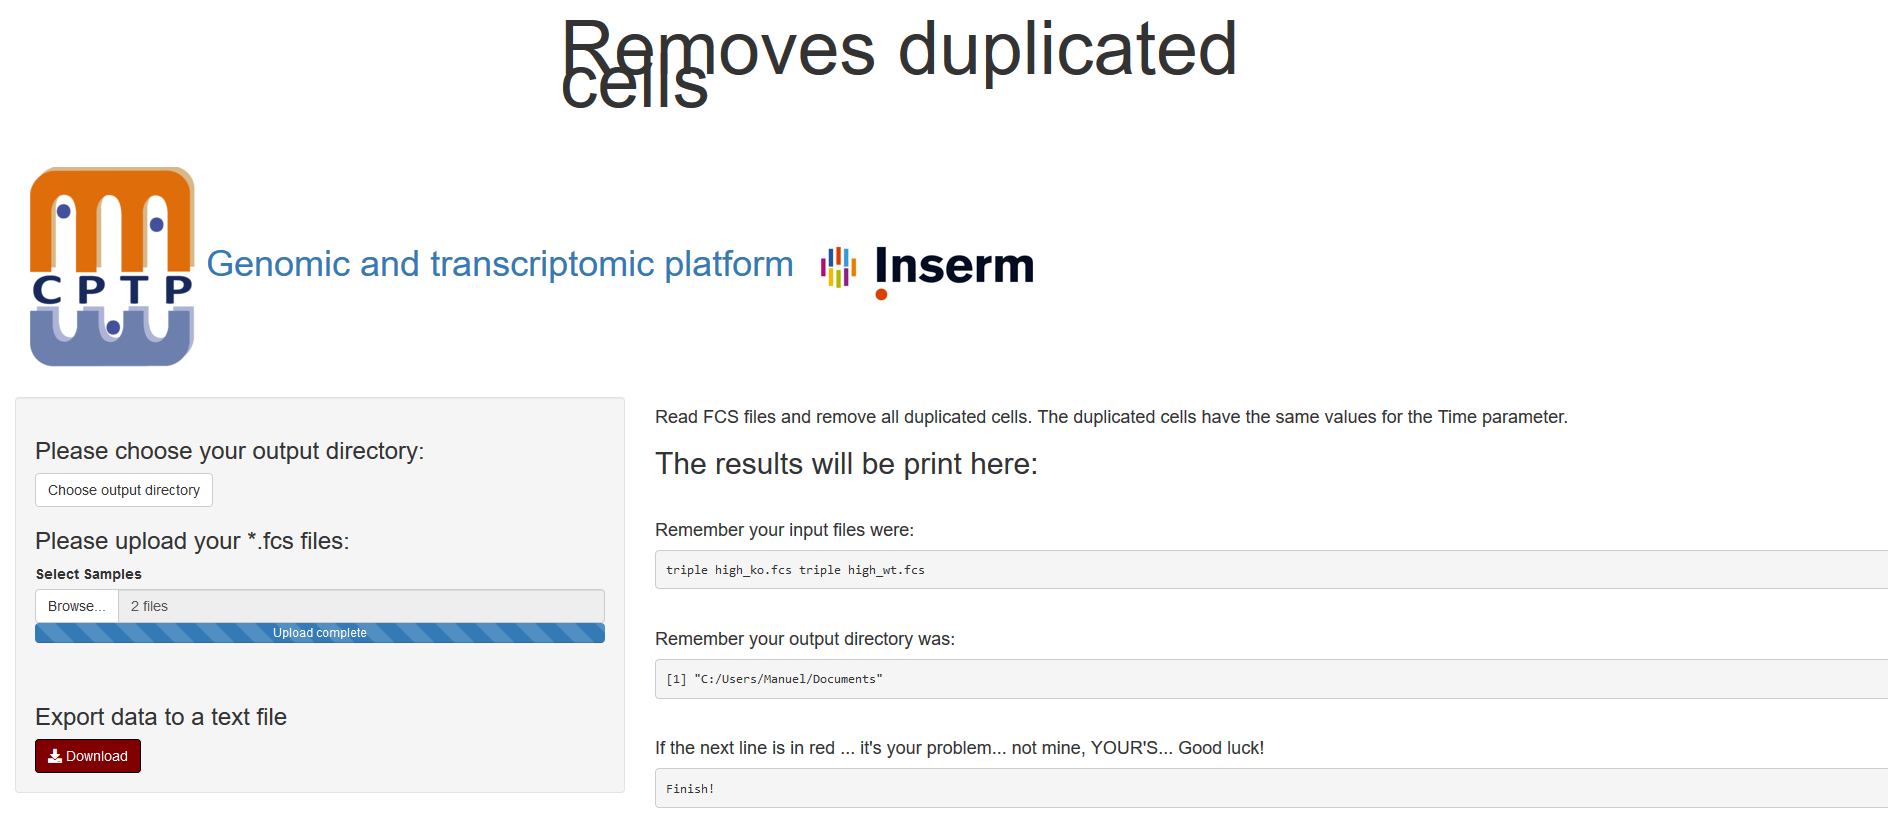 Removes duplicated
cells
CPTP
Genomic and transcriptomic platform
Inserm
Please choose your output directory:
Choose output directory
Please upload your *.fcs files:
Select Samples
Browse... 2 files
Upload complete
Export data to a text file
Download
Read FCS files and remove all duplicated cells. The duplicated cells have the same values for the Time parameter.
The results will be print here:
Remember your input files were:
triple high_ko.fcs triple high_wt.fcs
Remember your output directory was:
[1] "C:/Users/Manuel/Documents"
If the next line is in red ... it's your problem... not mine, YOUR'S... Good luck!
Finish!